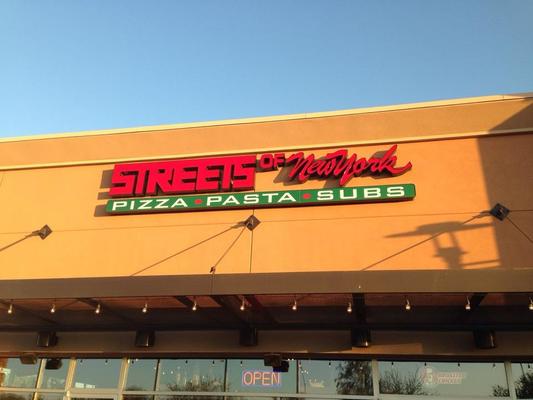 STREETS OF New York
PIZZA • PASTA • SUBS
OPEN